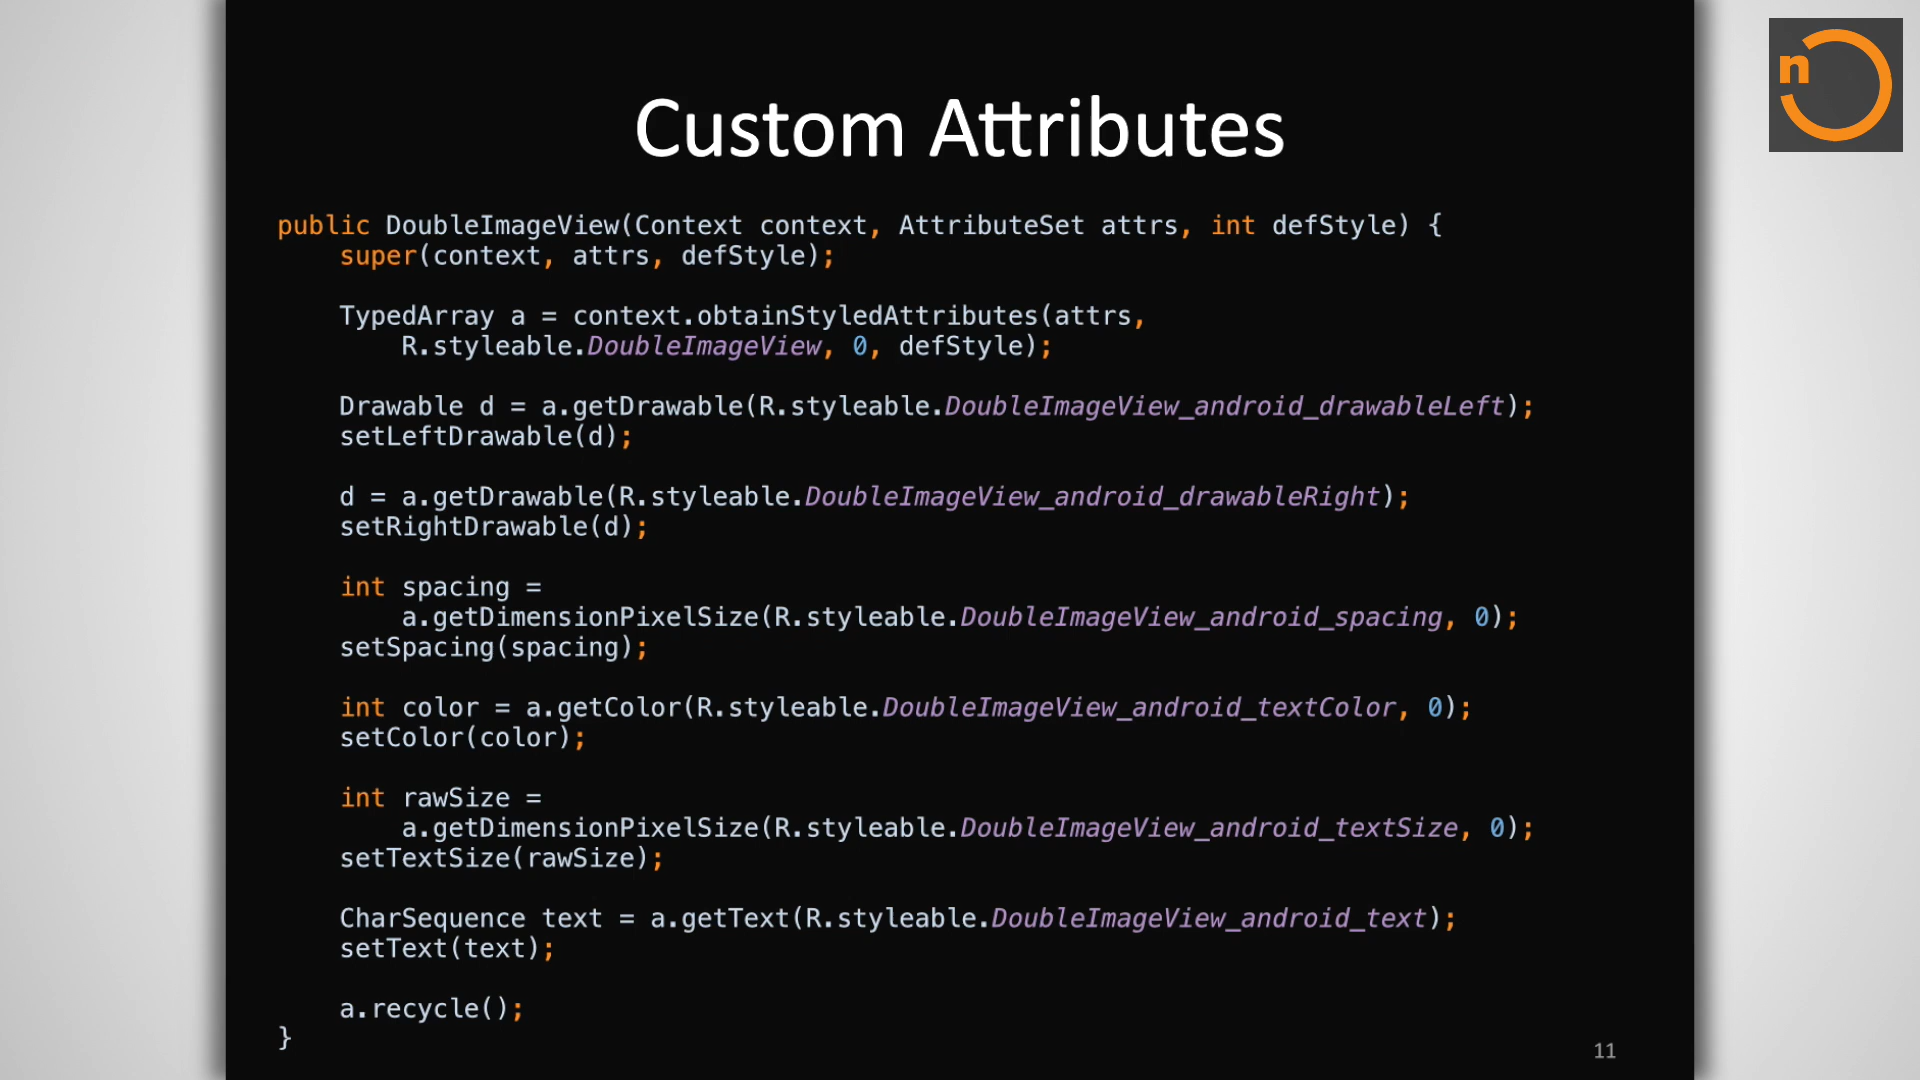 n
Custom Attributes
public DoubleImageView(Context context, AttributeSet attrs, int defStyle) {
    super(context, attrs, defStyle);

    TypedArray a = context.obtainStyledAttributes(attrs,
        R.styleable.DoubleImageView, 0, defStyle);

    Drawable d = a.getDrawable(R.styleable.DoubleImageView_android_drawableLeft);
    setLeftDrawable(d);

    d = a.getDrawable(R.styleable.DoubleImageView_android_drawableRight);
    setRightDrawable(d);

    int spacing =
        a.getDimensionPixelSize(R.styleable.DoubleImageView_android_spacing, 0);
    setSpacing(spacing);

    int color = a.getColor(R.styleable.DoubleImageView_android_textColor, 0);
    setColor(color);

    int rawSize =
        a.getDimensionPixelSize(R.styleable.DoubleImageView_android_textSize, 0);
    setTextSize(rawSize);

    CharSequence text = a.getText(R.styleable.DoubleImageView_android_text);
    setText(text);

    a.recycle();
}
11